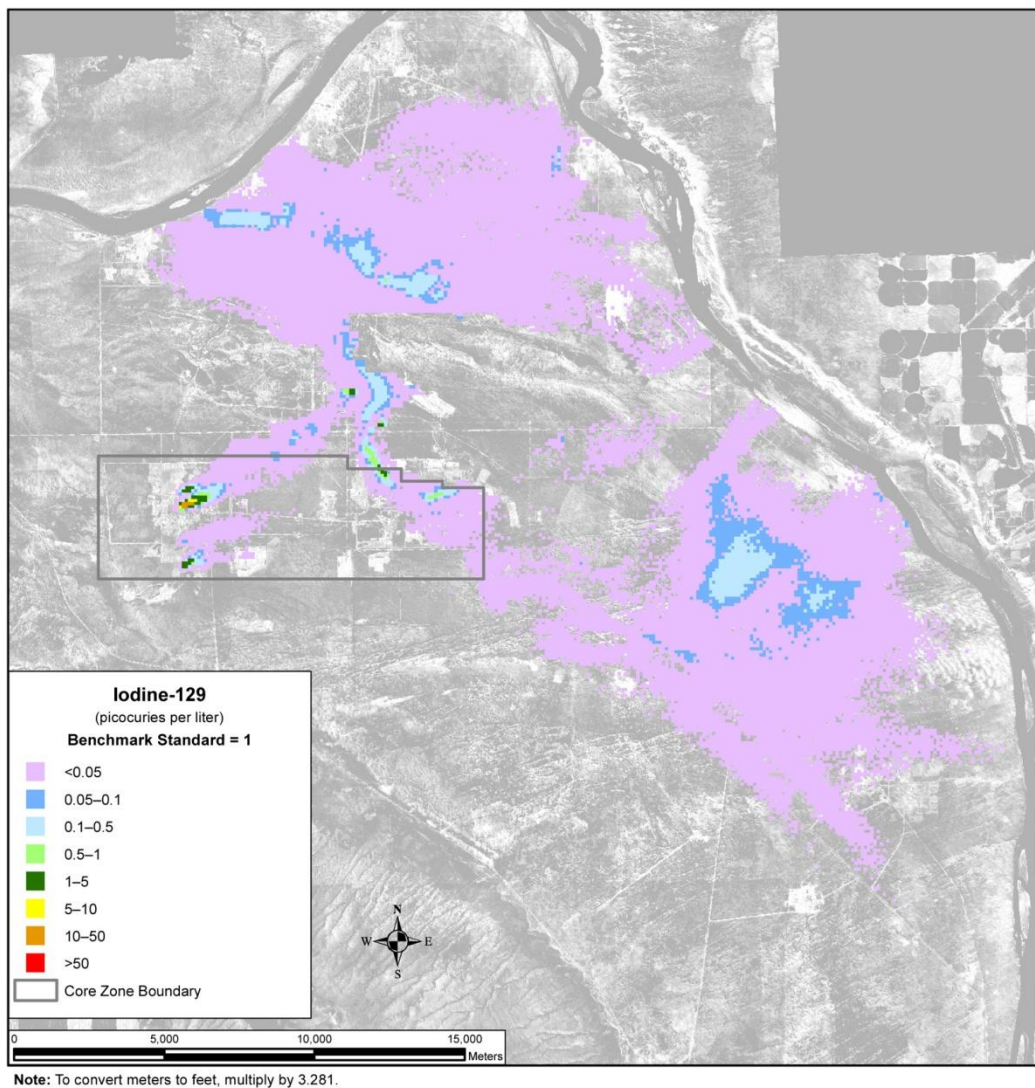 Iodine-129
(picocuries per liter)
Benchmark Standard = 1
<0.05
0.05–0.1
0.1–0.5
0.5–1
1–5
5–10
10–50
>50
Core Zone Boundary
N
W E
S
0 5,000 10,000 15,000
Meters
Note: To convert meters to feet, multiply by 3.281.